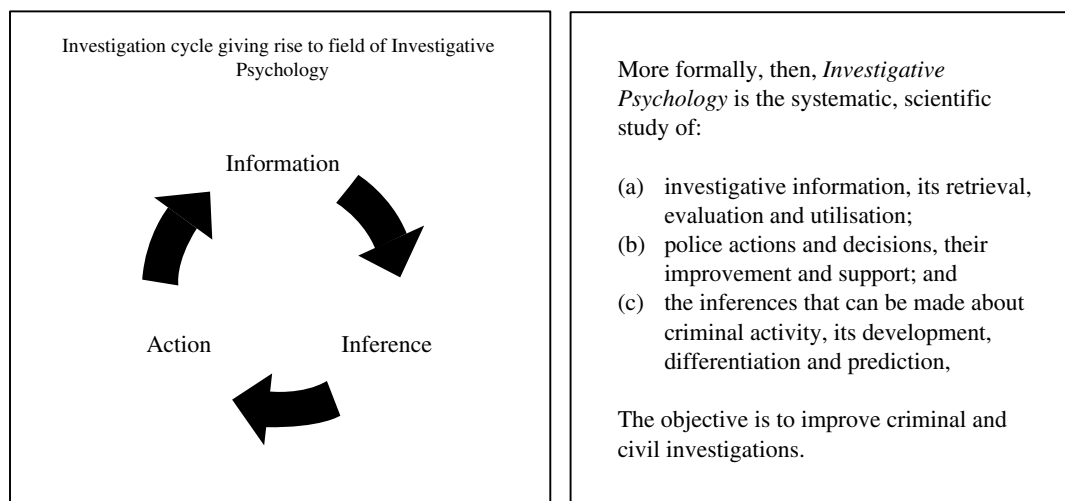 Investigation cycle giving rise to field of Investigative
Psychology
Information
Action
Inference
More formally, then, Investigative
Psychology is the systematic, scientific
study of:
(a) investigative information, its retrieval,
evaluation and utilisation;
(b) police actions and decisions, their
improvement and support; and
(c) the inferences that can be made about
criminal activity, its development,
differentiation and prediction,
The objective is to improve criminal and
civil investigations.